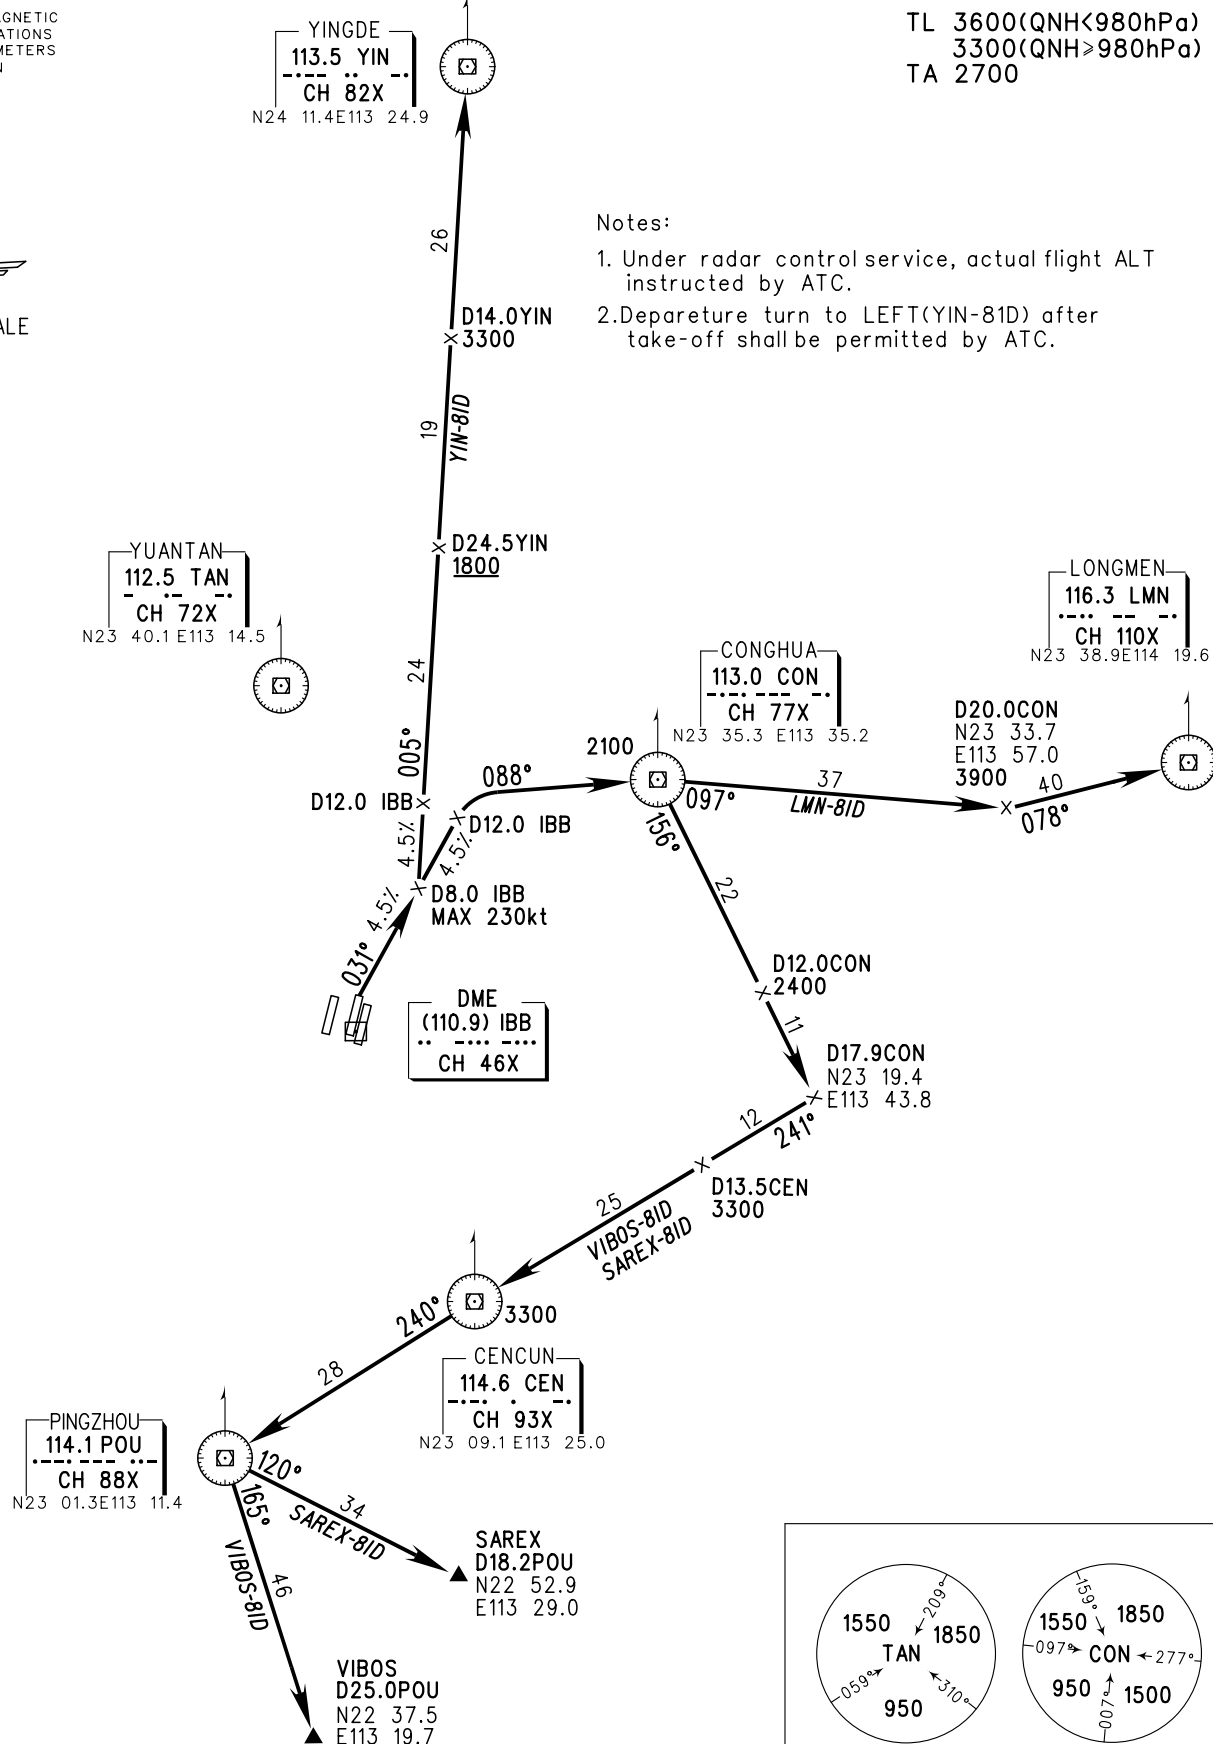 GNETIC
ATIONS
METERS
N
ALE
TL 3600(QNH<980hPa)
3300(QNH≥980hPa)
TA 2700
YINGDE
113.5 YIN
CH 82X
N24 11.4E113 24.9
Notes:
1. Under radar control service, actual flight ALT
instructed by ATC.
2.Depareture turn to LEFT(YIN-81D) after
take-off shall be permitted by ATC.
26
D14.0YIN
3300
19
YIN-81D
D24.5YIN
1800
YUANTAN
112.5 TAN
CH 72X
N23 40.1 E113 14.5
24
005°
LONGMEN
116.3 LMN
CH 110X
N23 38.9E114 19.6
CONGHUA
113.0 CON
CH 77X
N23 35.3 E113 35.2
D20.0CON
N23 33.7
E113 57.0
3900
2100
088°
097°
37
LMN-81D
40
078°
156°
D12.0 IBB
D12.0 IBB
4.5%
4.5%
4.5%
D8.0 IBB
MAX 230kt
031°
DME
(110.9) IBB
CH 46X
22
D12.0CON
2400
11
D17.9CON
N23 19.4
E113 43.8
12
241°
D13.5CEN
3300
25
VIBOS-81D
SAREX-81D
3300
240°
28
CENCUN
114.6 CEN
CH 93X
N23 09.1 E113 25.0
PINGZHOU
114.1 POU
CH 88X
N23 01.3E113 11.4
120°
165°
34
SAREX-81D
46
VIBOS-81D
SAREX
D18.2POU
N22 52.9
E113 29.0
VIBOS
D25.0POU
N22 37.5
E113 19.7
209°
1550
1850
TAN
059°
310°
950
159°
1550
1850
097°
CON
277°
950
1500
007°